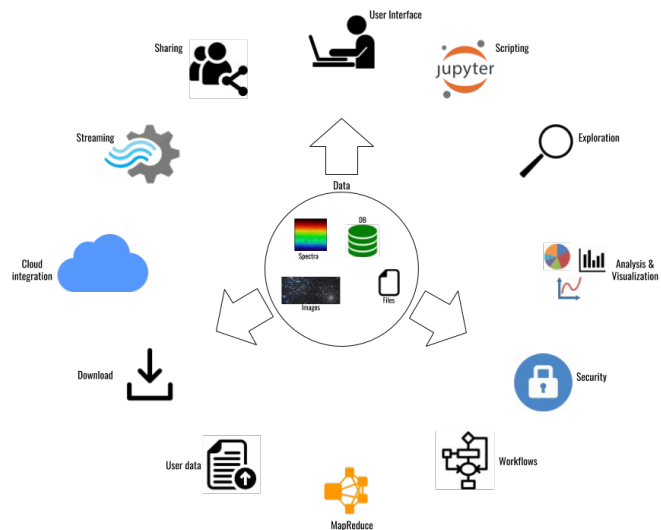 User Interface
Sharing
Scripting
jupyter
Streaming
Exploration
Data
DB
Spectra
Cloud
integration
Analysis &
Visualization
Images
Files
Download
Security
User data
Workflows
MapReduce